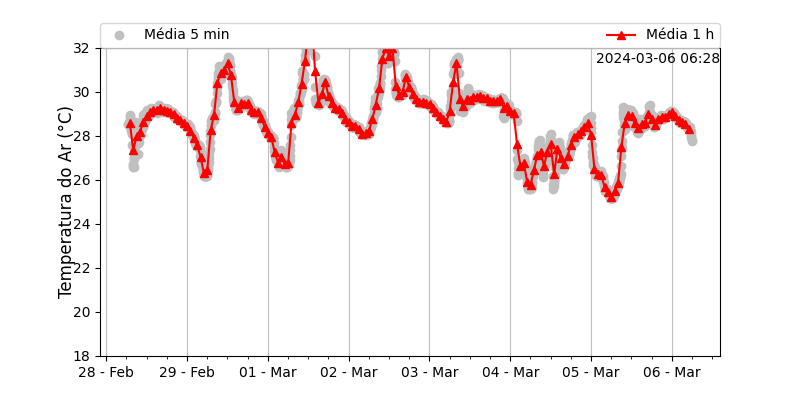 Média 5 min
Média 1 h
2024-03-06 06:28
Temperatura do Ar (°C)
32
30
28
26
24
22
20
18
28 - Feb
29 - Feb
01 - Mar
02 - Mar
03 - Mar
04 - Mar
05 - Mar
06 - Mar